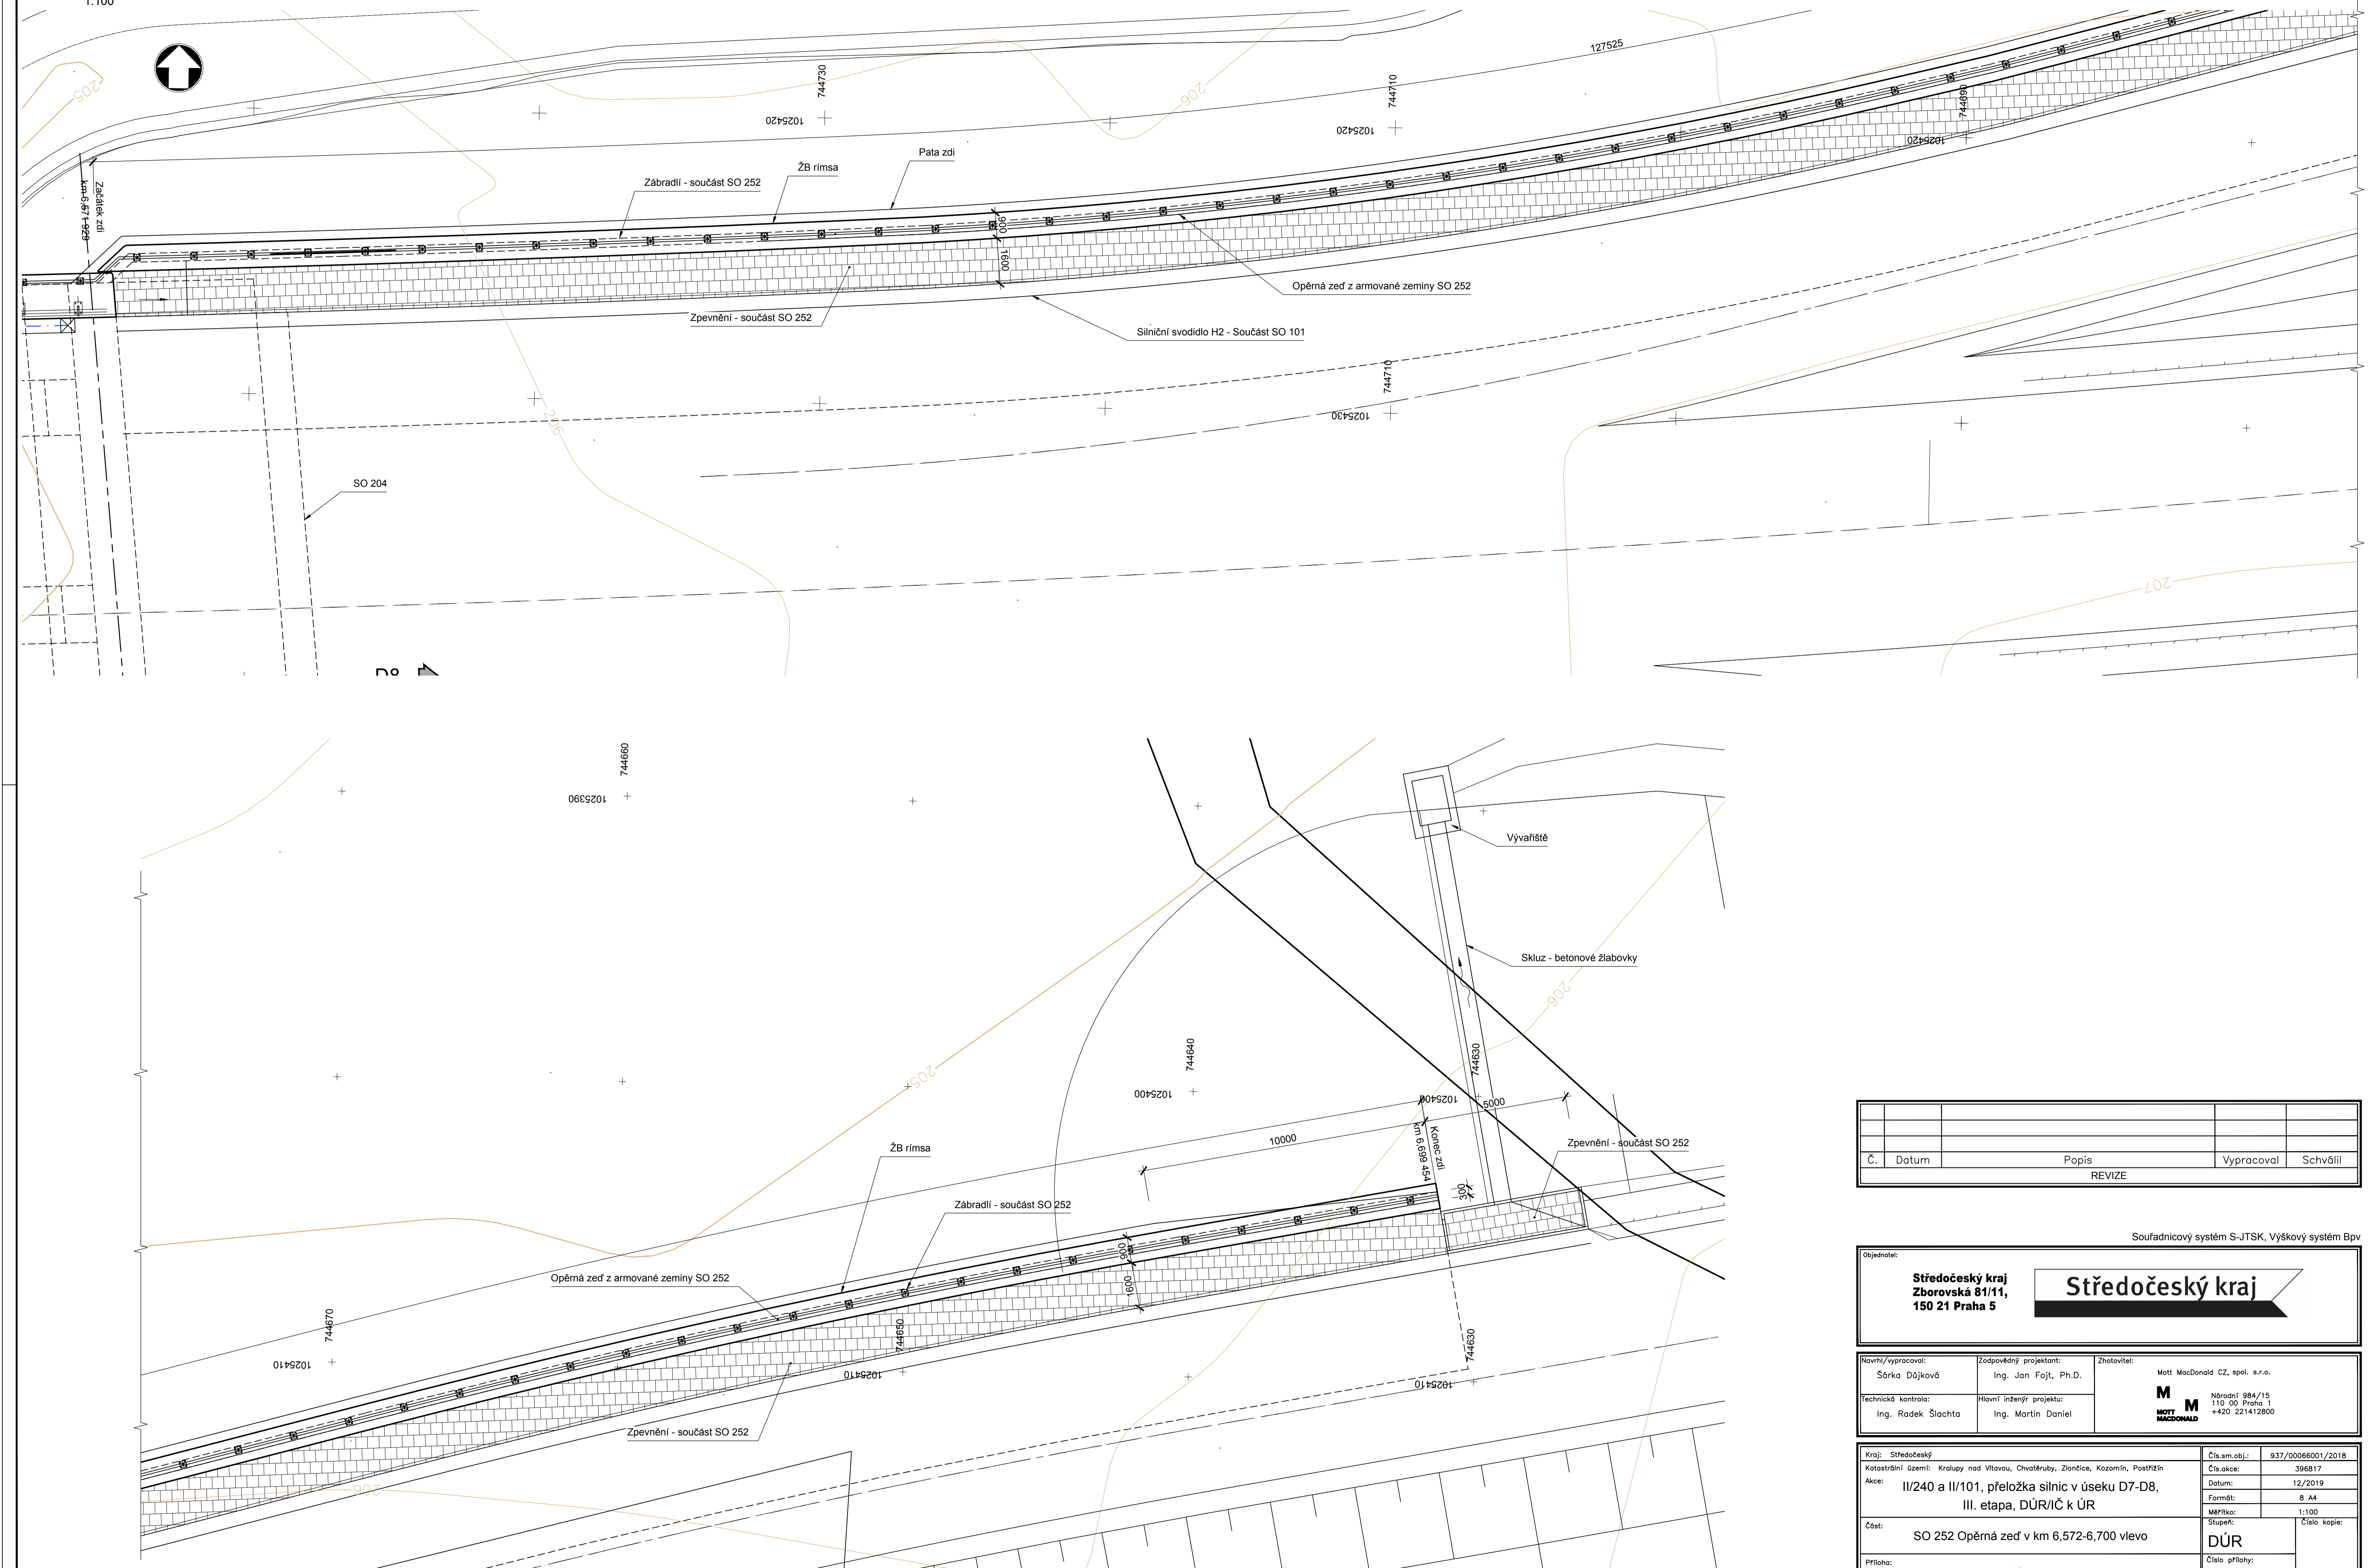 1:100
205
744730
1025420
206
744710
1025420
127525
744690
1025420
Pata zdi
ŽB rímsa
Zábradlí - součást SO 252
Začátek zdi
km 6,571 929
900
1600
Opěrná zeď z armované zeminy SO 252
Zpevnění - součást SO 252
Silniční svodidlo H2 - Součást SO 101
744710
1025430
206
SO 204
207
D8
744660
1025390
Vývařiště
Skluz - betonové žlabovky
206
205
744640
1025400
744630
1025400
5000
10000
Konec zdi
km 6,699 454
Zpevnění - součást SO 252
300
ŽB rímsa
Zábradlí - součást SO 252
900
1600
Opěrná zeď z armované zeminy SO 252
744670
1025410
744650
1025410
744630
1025410
Zpevnění - součást SO 252
206
Č. Datum Popis Vypracoval Schválil
REVIZE
Souřadnicový systém S-JTSK, Výškový systém Bpv
Objednatel:
Středočeský kraj
Zborovská 81/11,
150 21 Praha 5
Středočeský kraj
Navrhl/vypracoval:
Šárka Důjková
Zodpovědný projektant:
Ing. Jan Fojt, Ph.D.
Zhotovitel:
Mott MacDonald CZ, spol. s.r.o.
Národní 984/15
110 00 Praha 1
+420 221412800
M M
MOTT
MACDONALD
Technická kontrola:
Ing. Radek Šlachta
Hlavní inženýr projektu:
Ing. Martin Daniel
Kraj: Středočeský
Čís.sm.obj.: 937/00066001/2018
Katastrální území: Kralupy nad Vltavou, Chvatěruby, Zlončice, Kozomín, Postřižín
Čís.akce: 396817
Akce: II/240 a II/101, přeložka silnic v úseku D7-D8,
III. etapa, DÚR/IČ k ÚR
Datum: 12/2019
Formát: 8 A4
Měřítko: 1:100
Část:
SO 252 Opěrná zeď v km 6,572-6,700 vlevo
Stupeň:
DÚR
Číslo kopie:
Příloha:
Číslo přílohy: